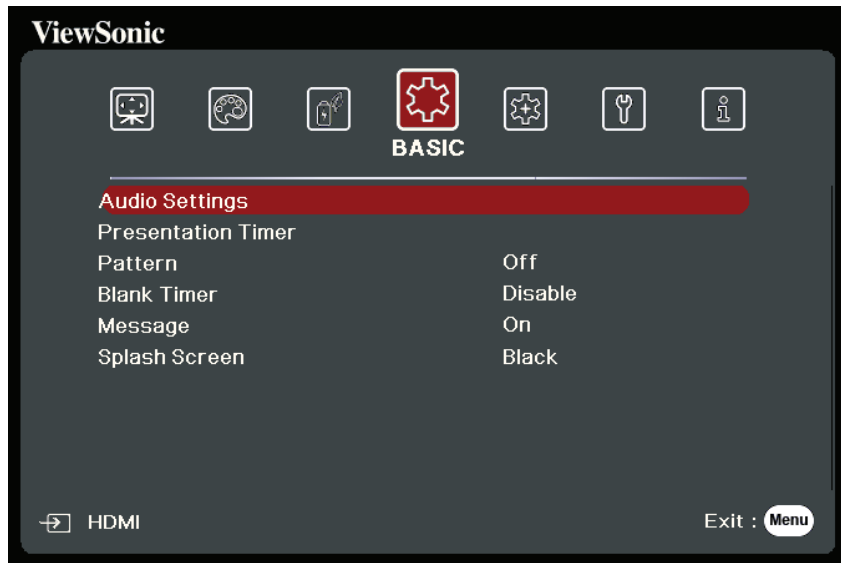 ViewSonic
BASIC
Audio Settings
Presentation Timer
Pattern Off
Blank Timer Disable
Message On
Splash Screen Black
HDMI Exit : Menu